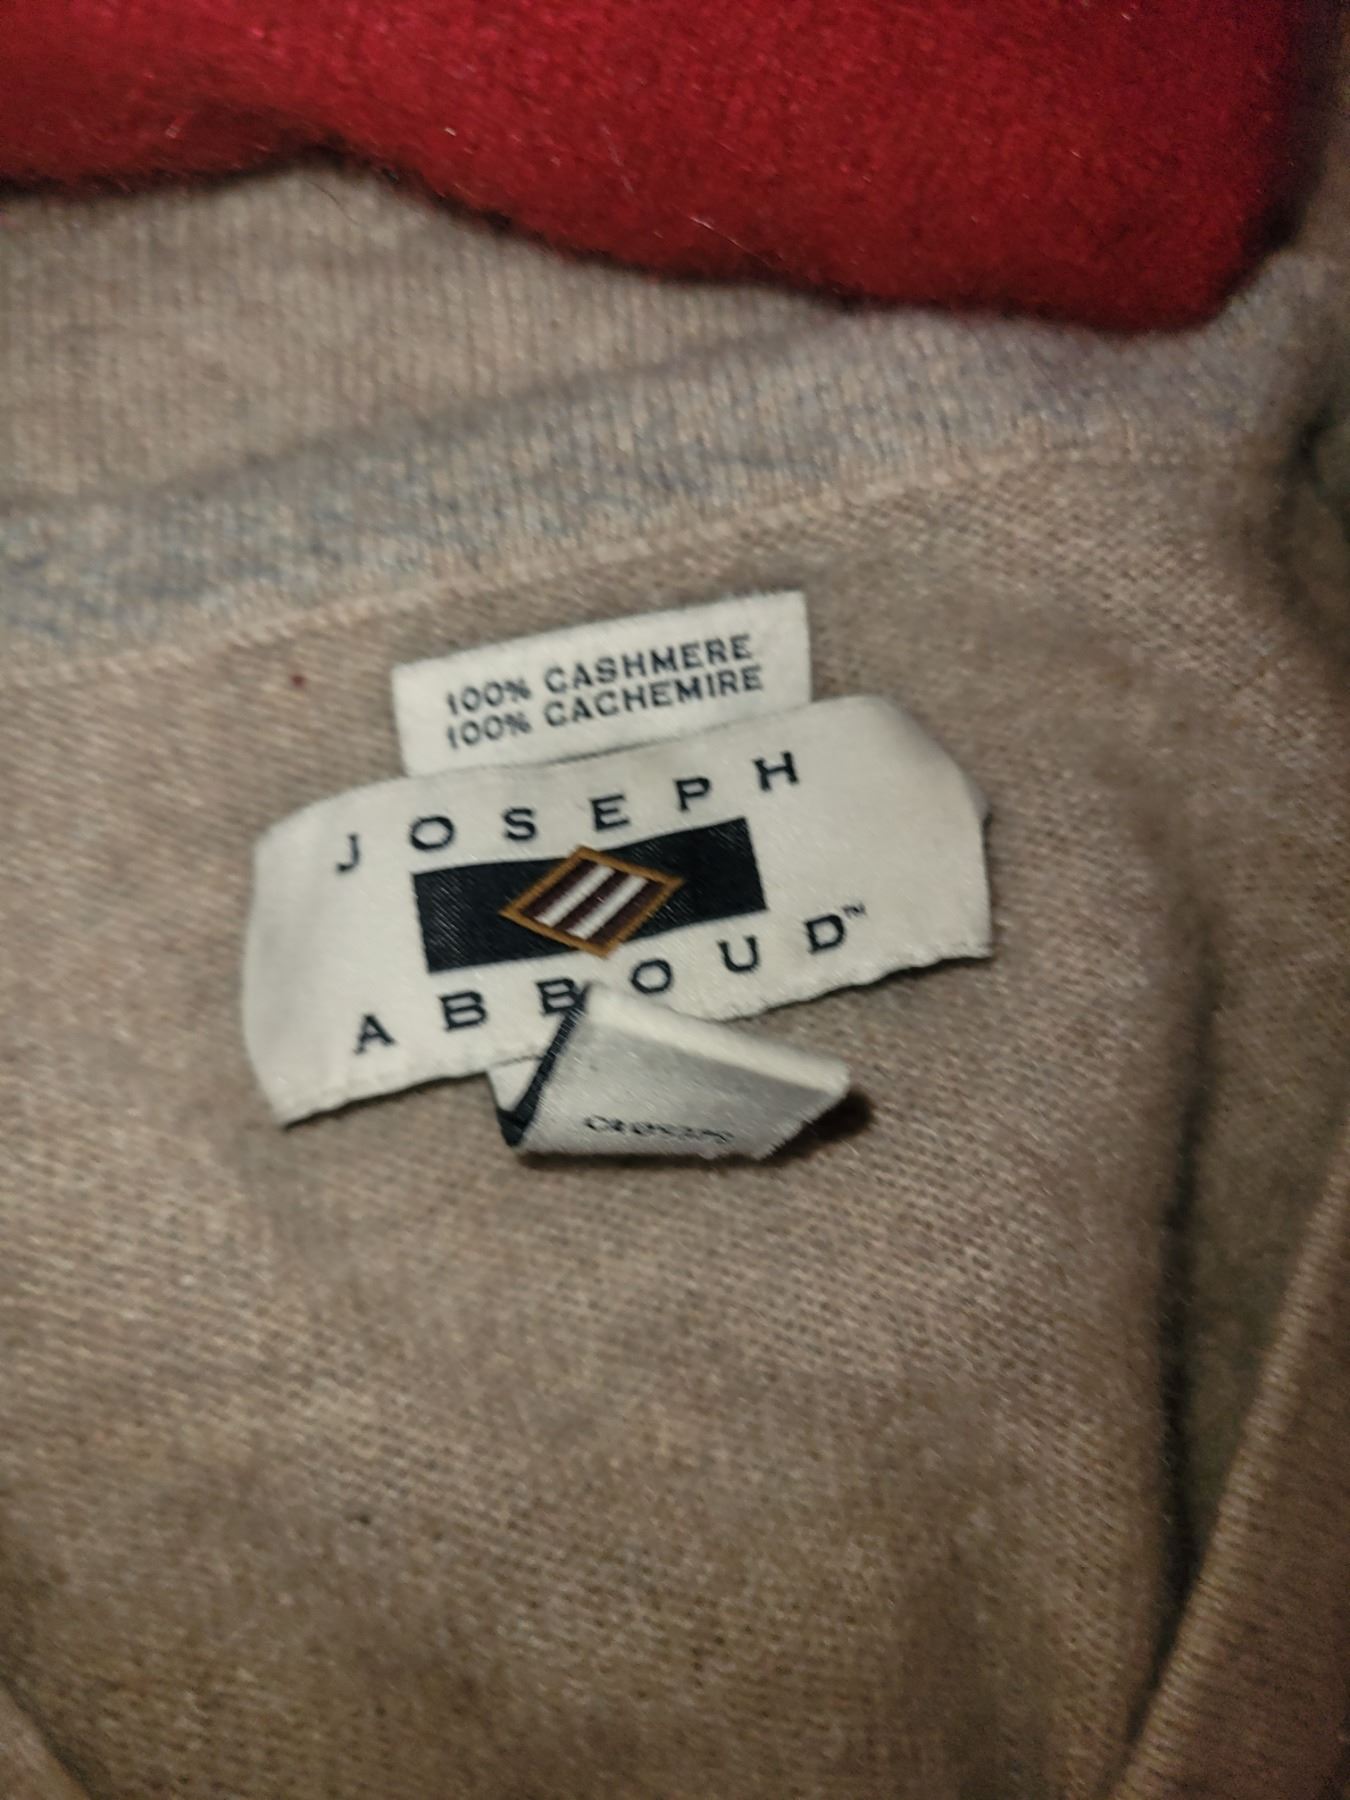 100% CASHMERE
100% CACHEMIRE
JOSEPH
ABBOUD™